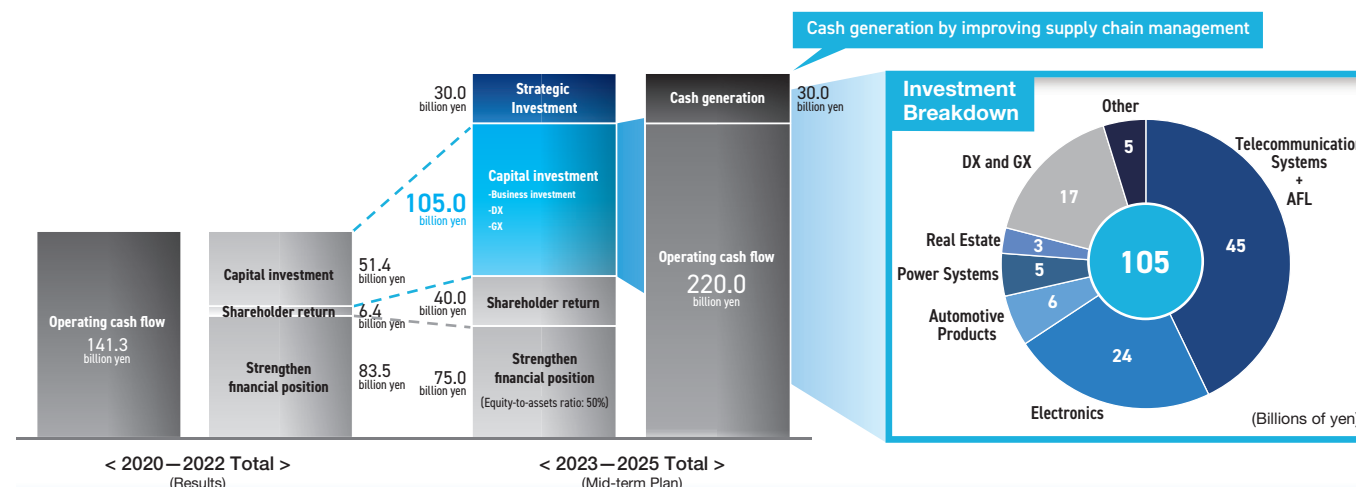 Cash generation by improving supply chain management
Operating cash flow
141.3
billion yen
Capital investment
51.4
billion yen
Shareholder return
6.4
billion yen
Strengthen
financial position
83.5
billion yen
< 2020—2022 Total >
(Results)
30.0
billion yen
Strategic
Investment
105.0
billion yen
Capital investment
-Business investment
-DX
-GX
40.0
billion yen
Shareholder return
75.0
billion yen
Strengthen
financial position
(Equity-to-assets ratio: 50%)
Cash generation
30.0
billion yen
Operating cash flow
220.0
billion yen
< 2023—2025 Total >
(Mid-term Plan)
Investment
Breakdown
Other
5
Telecommunication
Systems
+
AFL
45
DX and GX
17
Real Estate
3
Power Systems
5
Automotive
Products
6
Electronics
24
105
(Billions of yen)